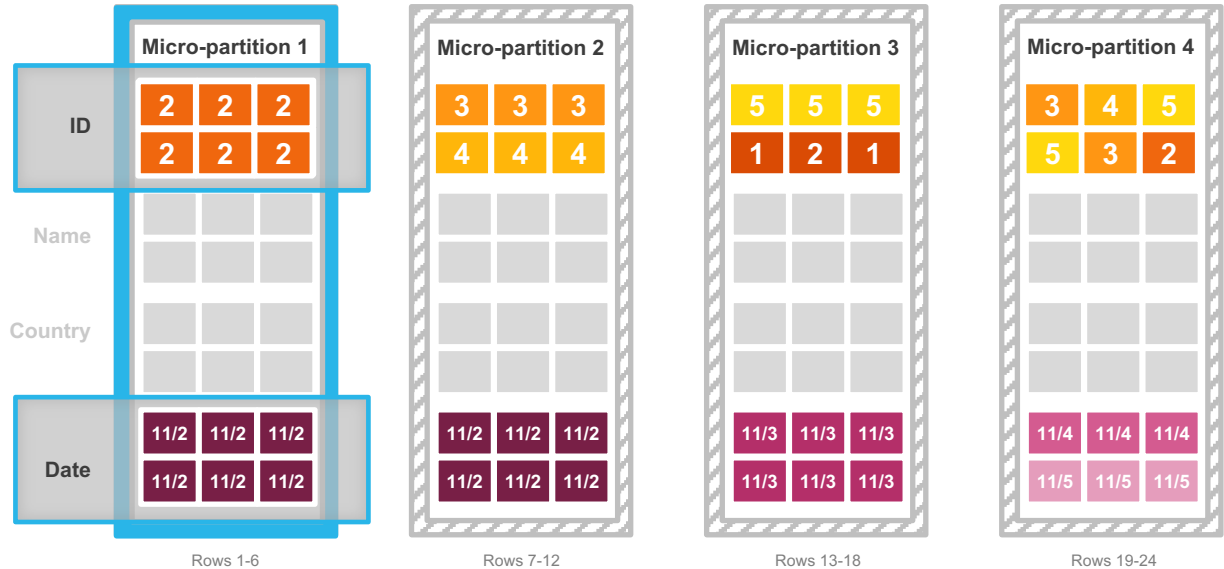 Micro-partition 1 Micro-partition 2 Micro-partition 3 Micro-partition 4
ID
2 2 2 3 3 3 5 5 5 3 4 5
2 2 2 4 4 4 1 2 1 5 3 2
Name
Country
Date
11/2 11/2 11/2 11/2 11/2 11/2 11/3 11/3 11/3 11/4 11/4 11/4
11/2 11/2 11/2 11/2 11/2 11/2 11/3 11/3 11/3 11/5 11/5 11/5
Rows 1-6 Rows 7-12 Rows 13-18 Rows 19-24